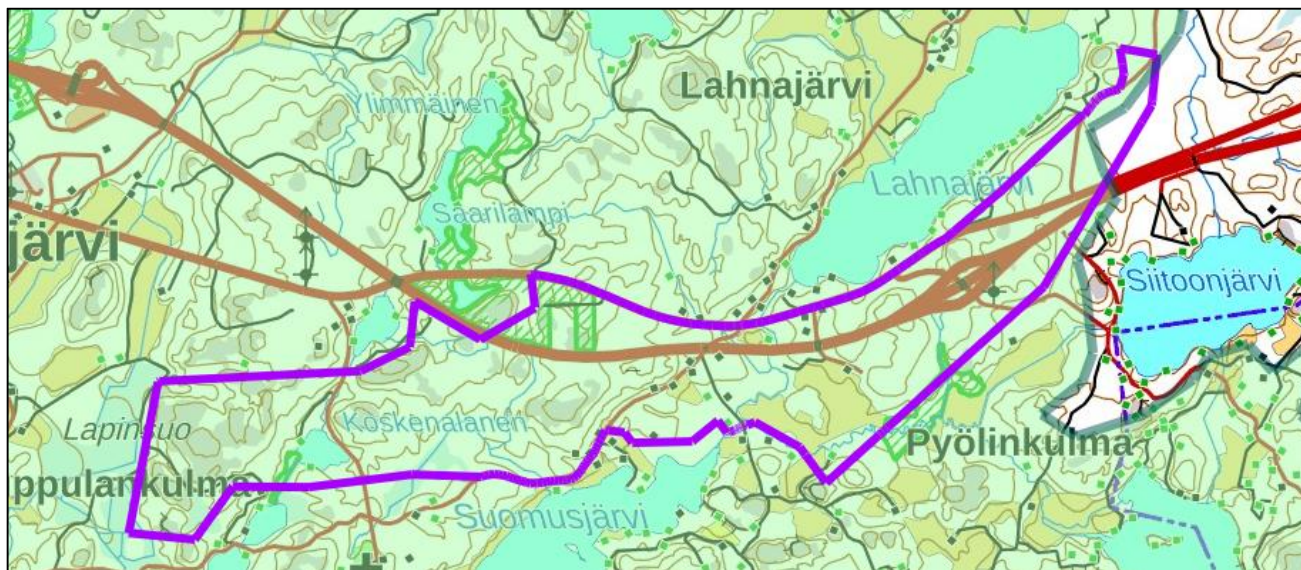 Lahnajärvi
Ylimmäinen
Lahnajärvi
Saarilampi
järvi
Siitoonjärvi
Lapinsuo
Koskenalanen
Pyölinkulma
ppulankulma
Suomusjärvi